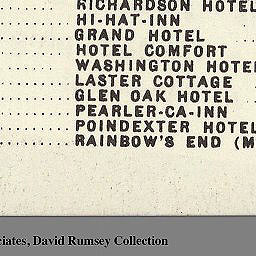 RICHARDSON HOTEL
HI-HAT-INN
GRAND HOTEL
HOTEL COMFORT
WASHINGTON HOTEL
LASTER COTTAGE
GLEN OAK HOTEL
PEARLER-CA-INN
POINDEXTER HOTEL
RAINBOW'S END (M
ciates, David Rumsey Collection